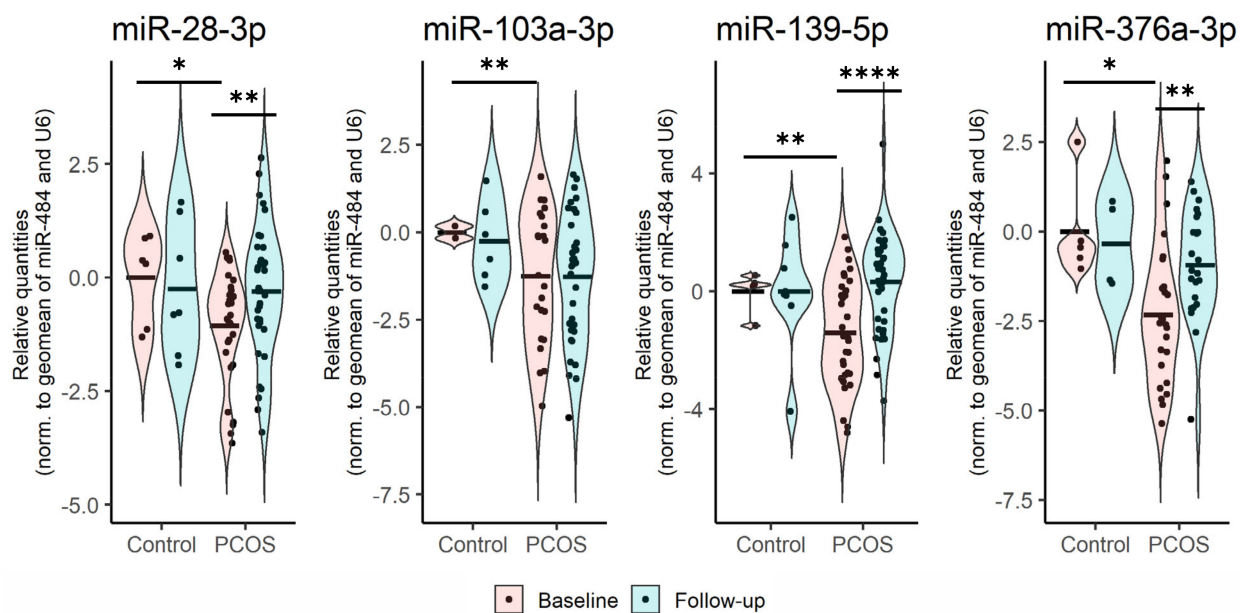 miR-28-3p
*
**
Relative quantities
(norm. to geomean of miR-484 and U6)
2.5
0.0
-2.5
-5.0
Control PCOS
miR-103a-3p
**
Relative quantities
(norm. to geomean of miR-484 and U6)
2.5
0.0
-2.5
-5.0
-7.5
Control PCOS
miR-139-5p
****
**
Relative quantities
(norm. to geomean of miR-484 and U6)
4
0
-4
Control PCOS
miR-376a-3p
*
**
Relative quantities
(norm. to geomean of miR-484 and U6)
2.5
0.0
-2.5
-5.0
-7.5
Control PCOS
Baseline Follow-up